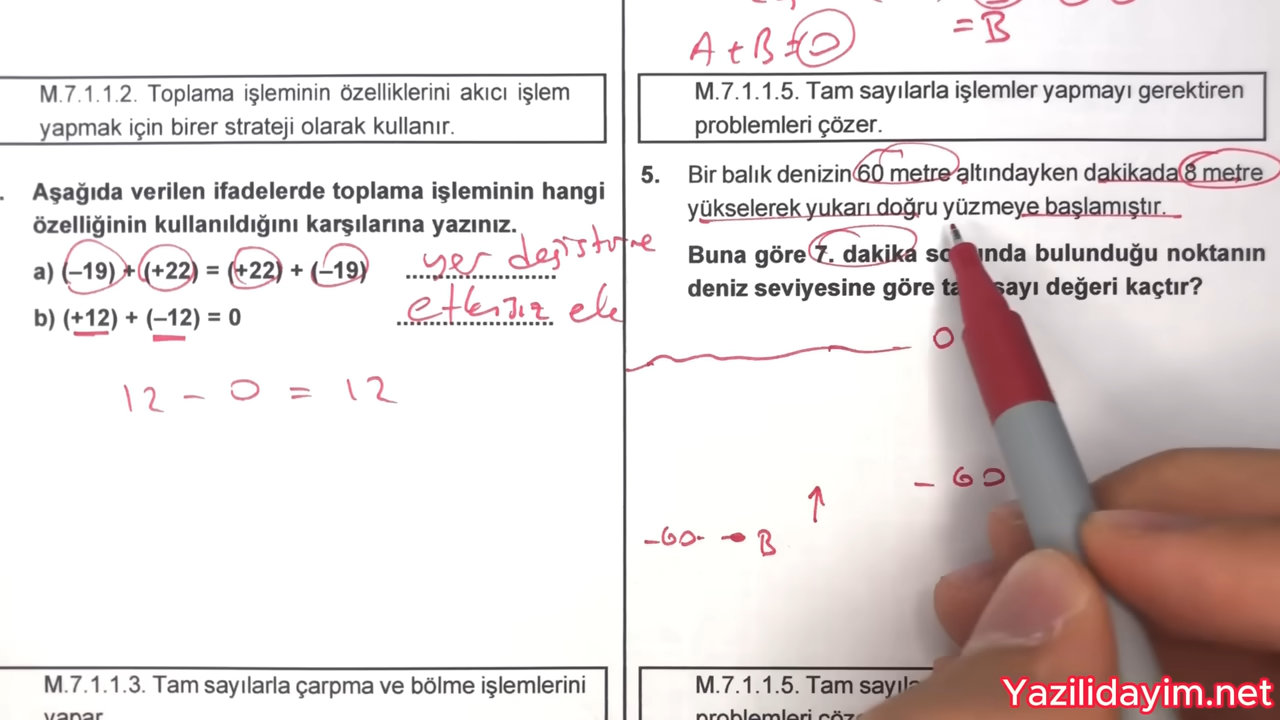 = B
A + B = 0
M.7.1.1.2. Toplama işleminin özelliklerini akıcı işlem
yapmak için birer strateji olarak kullanır.
. Aşağıda verilen ifadelerde toplama işleminin hangi
özelliğinin kullanıldığını karşılarına yazınız.
a) (–19) + (+22) = (+22) + (–19) yer değiştirme
b) (+12) + (–12) = 0 etkisiz ele
12 - 0 = 12
M.7.1.1.3. Tam sayılarla çarpma ve bölme işlemlerini
yapar.
M.7.1.1.5. Tam sayılarla işlemler yapmayı gerektiren
problemleri çözer.
5. Bir balık denizin 60 metre altındayken dakikada 8 metre
yükselerek yukarı doğru yüzmeye başlamıştır.
Buna göre 7. dakika sonunda bulunduğu noktanın
deniz seviyesine göre tam sayı değeri kaçtır?
0
- 60
-60- B
M.7.1.1.5. Tam
Yazilidayim.net